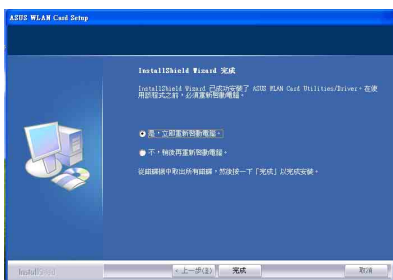 ASUS WLAN Card Setup
InstallShield Wizard 完成
InstallShield Wizard 已成功安裝了 ASUS WLAN Card Utilities/Driver。在使
用該程式之前，必須重新啟動電腦。
是，立即重新啟動電腦。
不，稍後再重新啟動電腦。
從磁碟機中取出所有磁碟，然後按一下「完成」以完成安裝。
InstallShield
< 上一步(B)
完成
取消